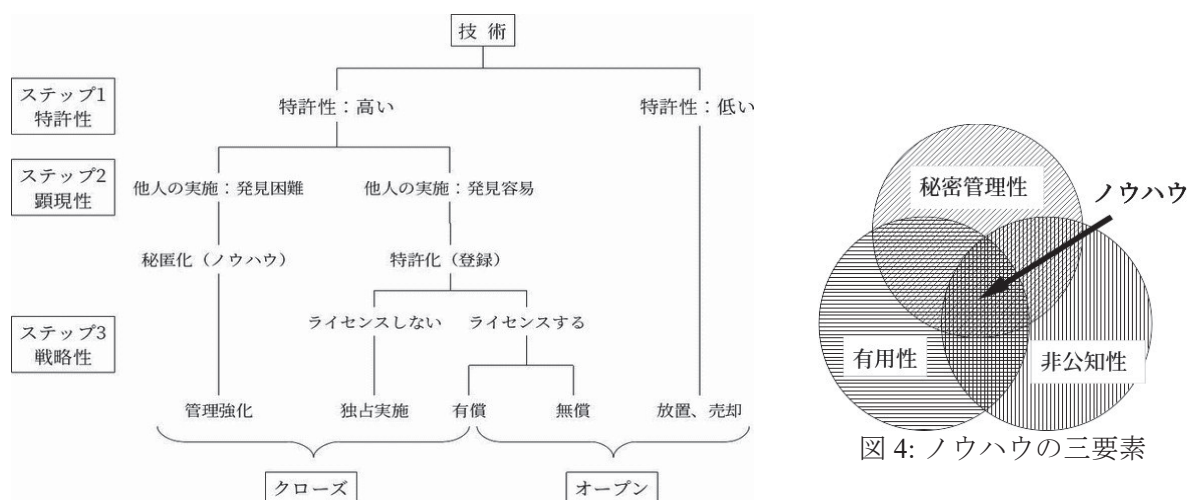 技 術
ステップ1
特許性
特許性：高い
特許性：低い
ステップ2
顕現性
他人の実施：発見困難
他人の実施：発見容易
秘匿化（ノウハウ）
特許化（登録）
ステップ3
戦略性
ライセンスしない
ライセンスする
管理強化
独占実施
有償
無償
放置、売却
クローズ
オープン
秘密管理性
ノウハウ
有用性
非公知性
図 4: ノウハウの三要素